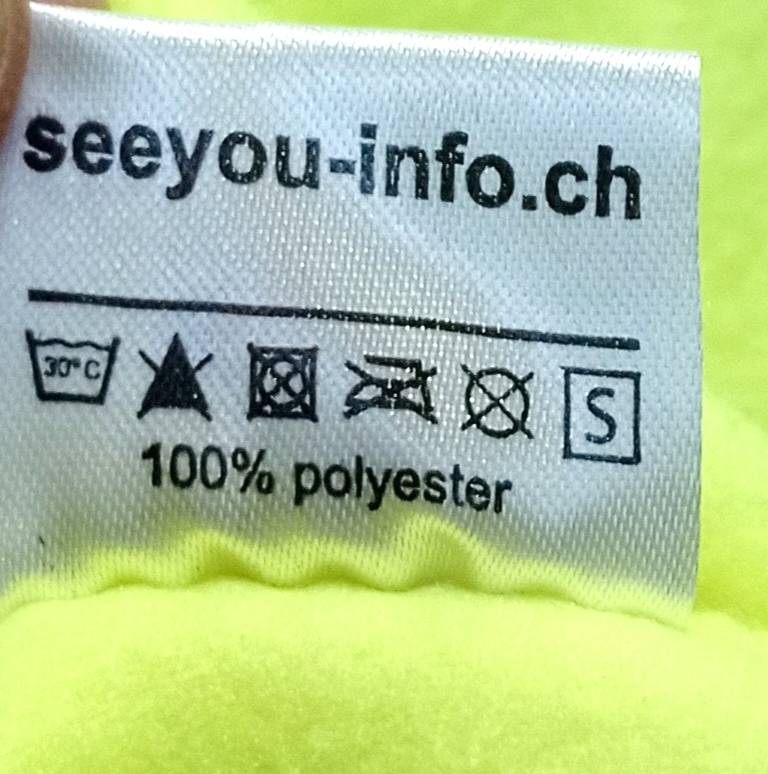 seeyou-info.ch
30°C
S
100% polyester